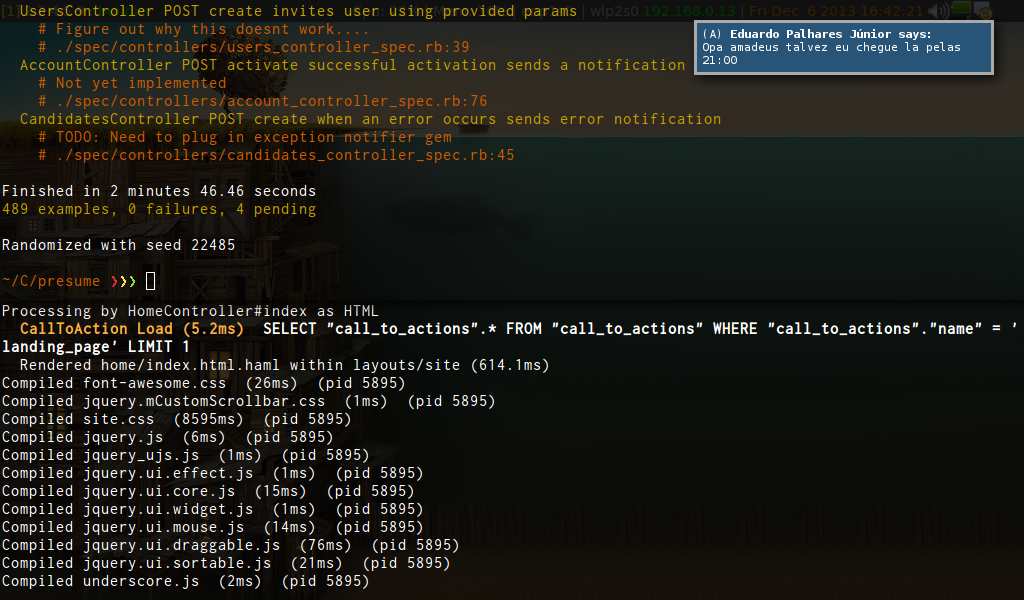 [1] UsersController POST create invites user using provided params | wlp2s0 192.168.0.13 | Fri Dec 6 2013 16:42:21
# Figure out why this doesnt work....
# ./spec/controllers/users_controller_spec.rb:39
(A) Eduardo Palhares Júnior says:
Opa amadeus talvez eu chegue la pelas
21:00
AccountController POST activate successful activation sends a notification
# Not yet implemented
# ./spec/controllers/account_controller_spec.rb:76
CandidatesController POST create when an error occurs sends error notification
# TODO: Need to plug in exception notifier gem
# ./spec/controllers/candidates_controller_spec.rb:45
Finished in 2 minutes 46.46 seconds
489 examples, 0 failures, 4 pending
Randomized with seed 22485
~/C/presume ❯❯❯
Processing by HomeController#index as HTML
CallToAction Load (5.2ms)  SELECT "call_to_actions".* FROM "call_to_actions" WHERE "call_to_actions"."name" = '
landing_page' LIMIT 1
Rendered home/index.html.haml within layouts/site (614.1ms)
Compiled font-awesome.css  (26ms)  (pid 5895)
Compiled jquery.mCustomScrollbar.css  (1ms)  (pid 5895)
Compiled site.css  (8595ms)  (pid 5895)
Compiled jquery.js  (6ms)  (pid 5895)
Compiled jquery_ujs.js  (1ms)  (pid 5895)
Compiled jquery.ui.effect.js  (1ms)  (pid 5895)
Compiled jquery.ui.core.js  (15ms)  (pid 5895)
Compiled jquery.ui.widget.js  (1ms)  (pid 5895)
Compiled jquery.ui.mouse.js  (14ms)  (pid 5895)
Compiled jquery.ui.draggable.js  (76ms)  (pid 5895)
Compiled jquery.ui.sortable.js  (21ms)  (pid 5895)
Compiled underscore.js  (2ms)  (pid 5895)